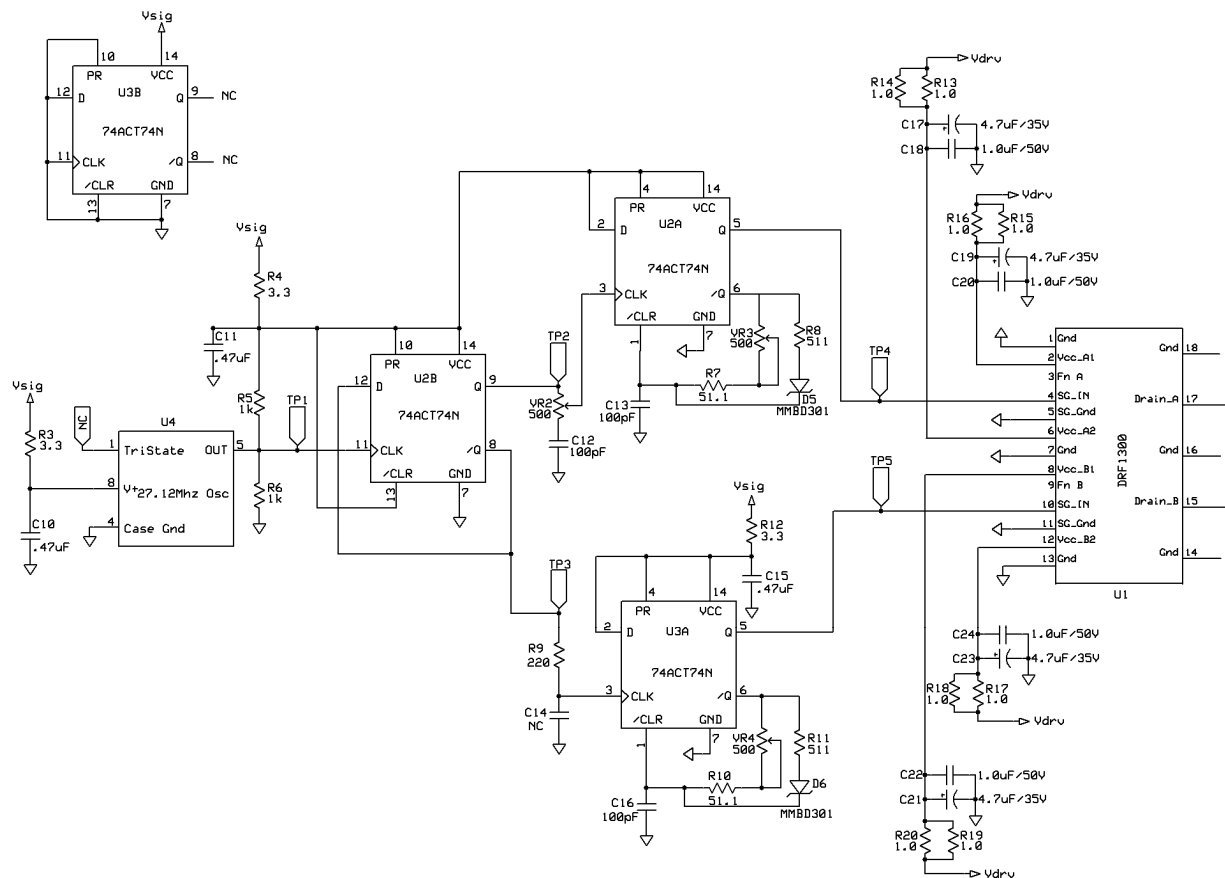 Vsig
10
14
PR
VCC
12
D
U3B
Q
9
NC
74ACT74N
11
CLK
/Q
8
NC
/CLR
GND
13
7
Vsig
R4
3.3
C11
.47uF
R5
1k
TP1
R6
1k
Vsig
R3
3.3
NC
U4
1
TriState
OUT
5
8
V+
27.12Mhz Osc
4
Case Gnd
C10
.47uF
10
14
PR
VCC
12
D
U2B
Q
9
74ACT74N
11
CLK
/Q
8
/CLR
GND
13
7
TP2
VR2
500
C12
100pF
TP3
R9
220
C14
NC
4
14
PR
VCC
2
D
U2A
Q
5
74ACT74N
3
CLK
/Q
6
/CLR
GND
1
7
VR3
500
R8
511
R7
51.1
C13
100pF
D5
MMBD301
TP4
TP5
Vsig
R12
3.3
C15
.47uF
4
14
PR
VCC
2
D
U3A
Q
5
74ACT74N
3
CLK
/Q
6
/CLR
GND
1
7
VR4
500
R11
511
R10
51.1
C16
100pF
D6
MMBD301
Vdrv
R14
1.0
R13
1.0
C17
4.7uF/35V
C18
1.0uF/50V
Vdrv
R16
1.0
R15
1.0
C19
4.7uF/35V
C20
1.0uF/50V
1
Gnd
2
Vcc_A1
3
Fn A
4
SG_IN
5
SG_Gnd
6
Vcc_A2
7
Gnd
8
Vcc_B1
9
Fn B
10
SG_IN
11
SG_Gnd
12
Vcc_B2
13
Gnd
DRF1300
Gnd
18
Drain_A
17
Gnd
16
Drain_B
15
Gnd
14
U1
C24
1.0uF/50V
C23
4.7uF/35V
R18
1.0
R17
1.0
Vdrv
C22
1.0uF/50V
C21
4.7uF/35V
R20
1.0
R19
1.0
Vdrv